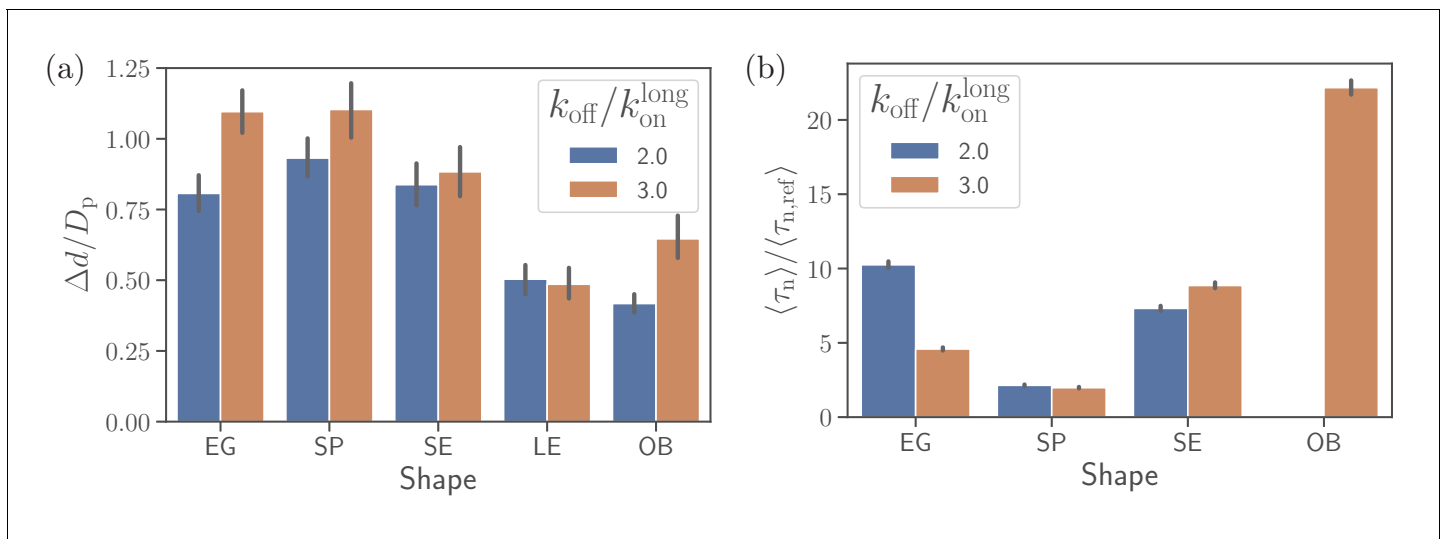 (a)
1.25
1.00
0.75
0.50
0.25
0.00
Δd/D_p
k_off/k_on^long
2.0
3.0
EG SP SE LE OB
Shape
(b)
20
15
10
5
0
⟨τ_n⟩/⟨τ_n,ref⟩
k_off/k_on^long
2.0
3.0
EG SP SE OB
Shape